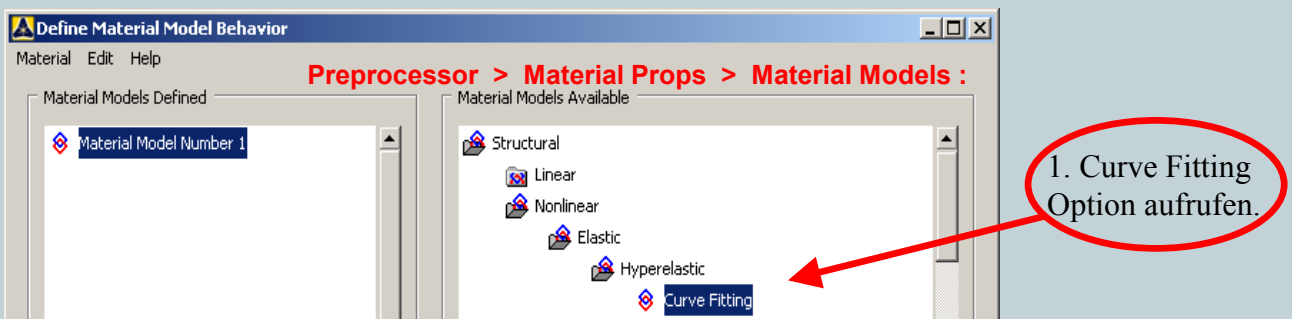 Define Material Model Behavior
Material Edit Help
Preprocessor > Material Props > Material Models :
Material Models Defined
Material Model Number 1
Material Models Available
Structural
Linear
Nonlinear
Elastic
Hyperelastic
Curve Fitting
1. Curve Fitting
Option aufrufen.